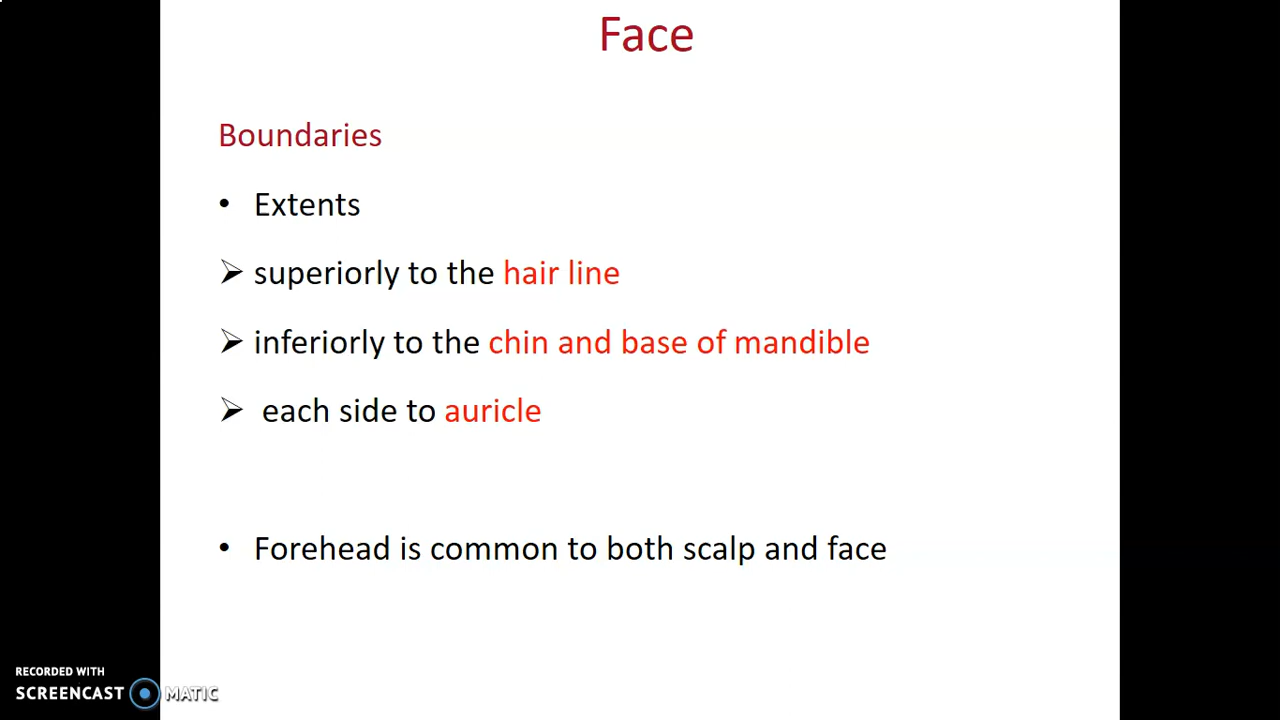 Face
Boundaries
• Extents
➢ superiorly to the hair line
➢ inferiorly to the chin and base of mandible
➢ each side to auricle
• Forehead is common to both scalp and face
RECORDED WITH
SCREENCAST MATIC